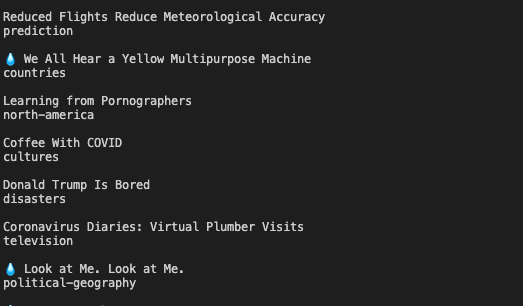 Reduced Flights Reduce Meteorological Accuracy
prediction
💧 We All Hear a Yellow Multipurpose Machine
countries
Learning from Pornographers
north-america
Coffee With COVID
cultures
Donald Trump Is Bored
disasters
Coronavirus Diaries: Virtual Plumber Visits
television
💧 Look at Me. Look at Me.
political-geography